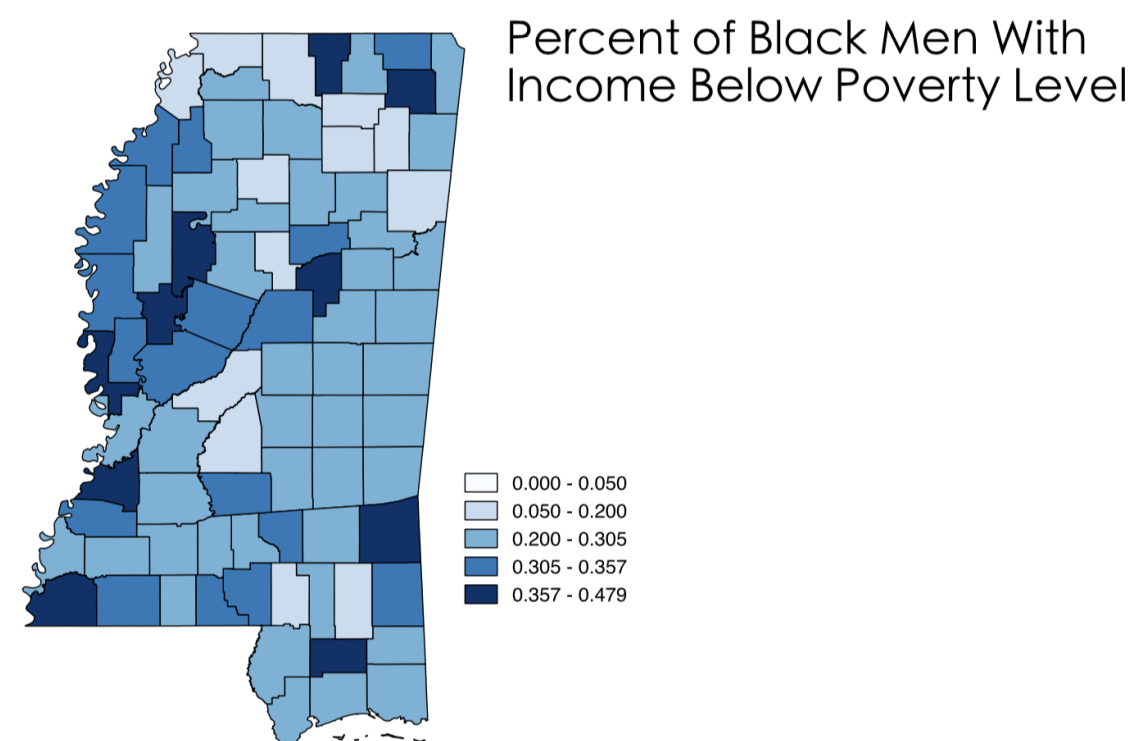 Percent of Black Men With
Income Below Poverty Level
0.000 - 0.050
0.050 - 0.200
0.200 - 0.305
0.305 - 0.357
0.357 - 0.479